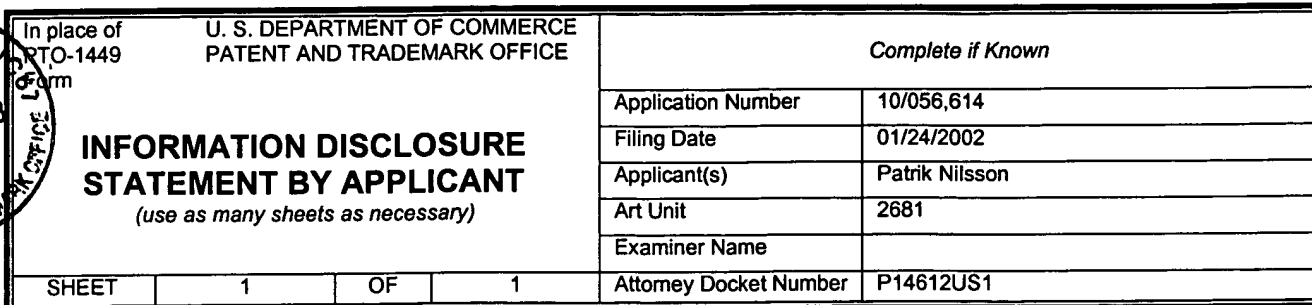 In place of U. S. DEPARTMENT OF COMMERCE
PTO-1449 PATENT AND TRADEMARK OFFICE
Form
INFORMATION DISCLOSURE
STATEMENT BY APPLICANT
(use as many sheets as necessary)
SHEET 1 OF 1
Complete if Known
Application Number 10/056,614
Filing Date 01/24/2002
Applicant(s) Patrik Nilsson
Art Unit 2681
Examiner Name
Attorney Docket Number P14612US1